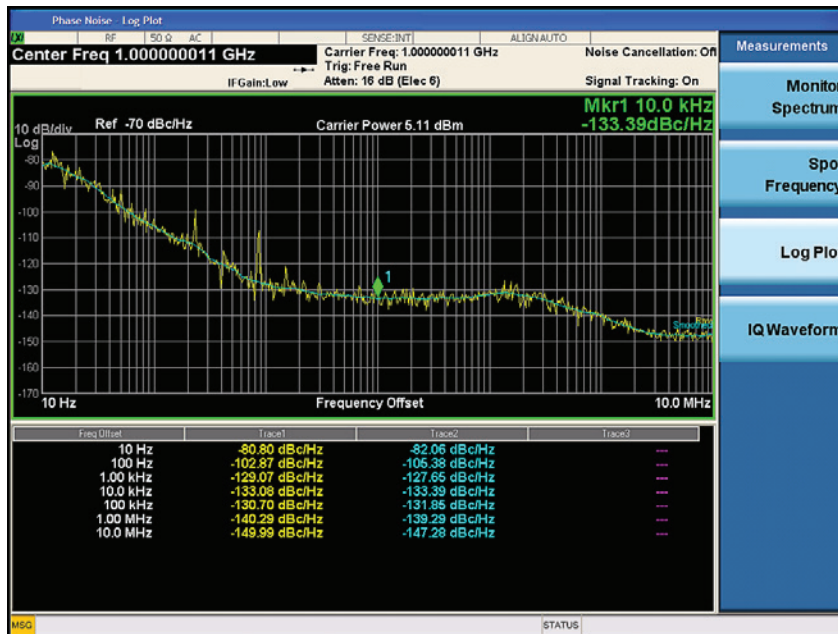 Phase Noise - Log Plot
RF 50 Ω AC SENSE:INT ALIGN AUTO
Center Freq 1.000000011 GHz
Carrier Freq: 1.000000011 GHz Noise Cancellation: Off
Trig: Free Run
IFGain:Low Atten: 16 dB (Elec 6) Signal Tracking: On
Mkr1 10.0 kHz
10 dB/div Ref -70 dBc/Hz Carrier Power 5.11 dBm -133.39dBc/Hz
Log
-80
-90
-100
-110
-120
1
-130
-140
Smoothed
-150
-160
-170
10 Hz Frequency Offset 10.0 MHz
Freq Offset Trace1 Trace2 Trace3
10 Hz -80.80 dBc/Hz -82.06 dBc/Hz ---
100 Hz -102.87 dBc/Hz -105.38 dBc/Hz ---
1.00 kHz -129.07 dBc/Hz -127.65 dBc/Hz ---
10.0 kHz -133.08 dBc/Hz -133.39 dBc/Hz ---
100 kHz -130.70 dBc/Hz -131.85 dBc/Hz ---
1.00 MHz -140.29 dBc/Hz -139.29 dBc/Hz ---
10.0 MHz -149.99 dBc/Hz -147.28 dBc/Hz ---
MSG STATUS
Measurements
Monitor
Spectrum
Spo
Frequency
Log Plo
IQ Waveform